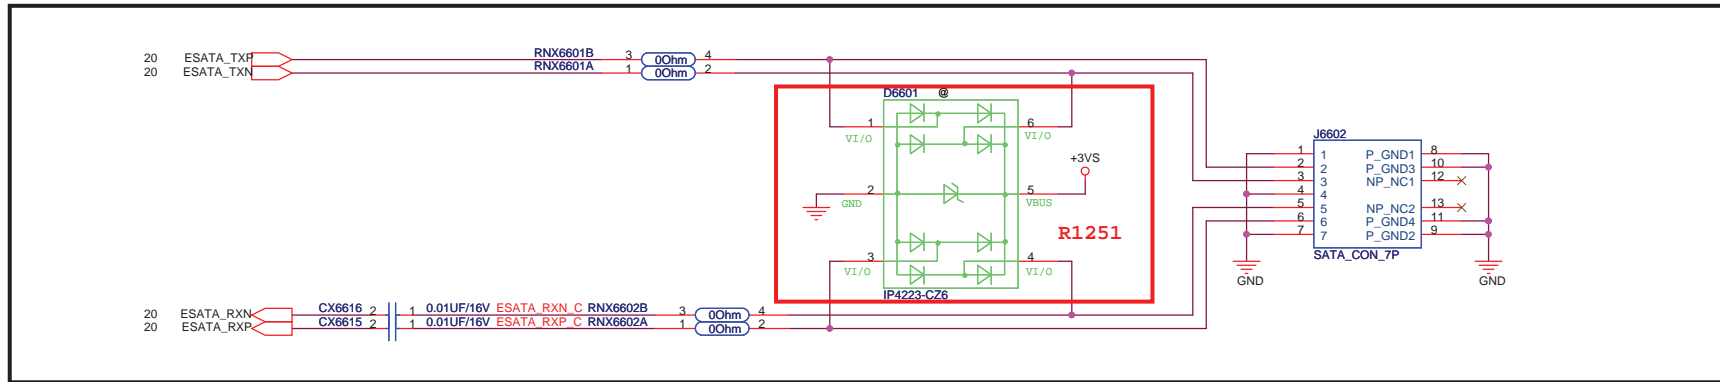 20 ESATA_TXP RNX6601B 3 0Ohm 4
20 ESATA_TXN RNX6601A 1 0Ohm 2
D6601 @
1 6
VI/O VI/O
+3VS
2 5
GND VBUS
R1251
3 4
VI/O VI/O
IP4223-CZ6
J6602
1 1 P_GND1 8
2 2 P_GND3 10
3 3 NP_NC1 12
4 4
5 5 NP_NC2 13
6 6 P_GND4 11
7 7 P_GND2 9
SATA_CON_7P
GND GND
20 ESATA_RXN CX6616 2 1 0.01UF/16V ESATA_RXN_C RNX6602B 3 0Ohm 4
20 ESATA_RXP CX6615 2 1 0.01UF/16V ESATA_RXP_C RNX6602A 1 0Ohm 2